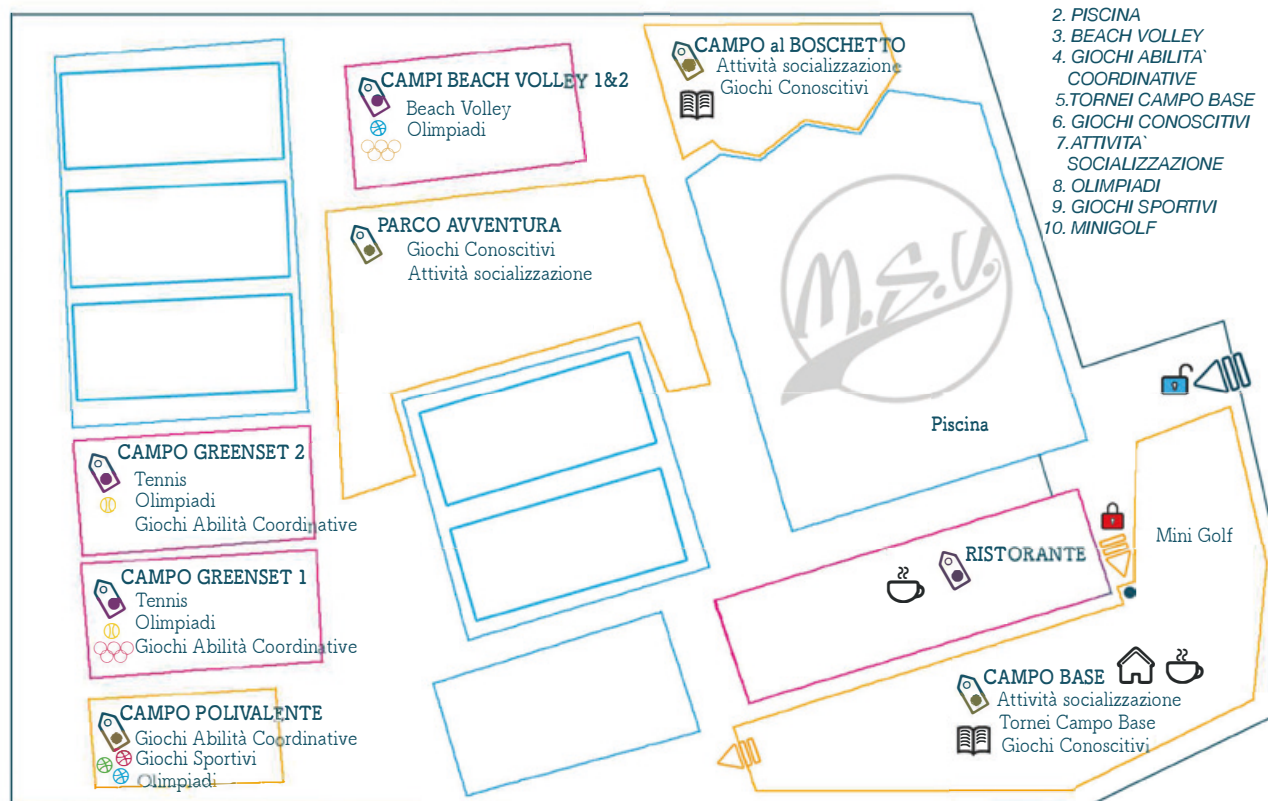 2. PISCINA
3. BEACH VOLLEY
4. GIOCHI ABILITA`
COORDINATIVE
5.TORNEI CAMPO BASE
6. GIOCHI CONOSCITIVI
7.ATTIVITA`
SOCIALIZZAZIONE
8. OLIMPIADI
9. GIOCHI SPORTIVI
10. MINIGOLF
CAMPO al BOSCHETTO
Attività socializzazione
Giochi Conoscitivi
CAMPI BEACH VOLLEY 1&2
Beach Volley
Olimpiadi
PARCO AVVENTURA
Giochi Conoscitivi
Attività socializzazione
M.S.V.
Piscina
CAMPO GREENSET 2
Tennis
Olimpiadi
Giochi Abilità Coordinative
Mini Golf
RISTORANTE
CAMPO GREENSET 1
Tennis
Olimpiadi
Giochi Abilità Coordinative
CAMPO BASE
Attività socializzazione
Tornei Campo Base
Giochi Conoscitivi
CAMPO POLIVALENTE
Giochi Abilità Coordinative
Giochi Sportivi
Olimpiadi